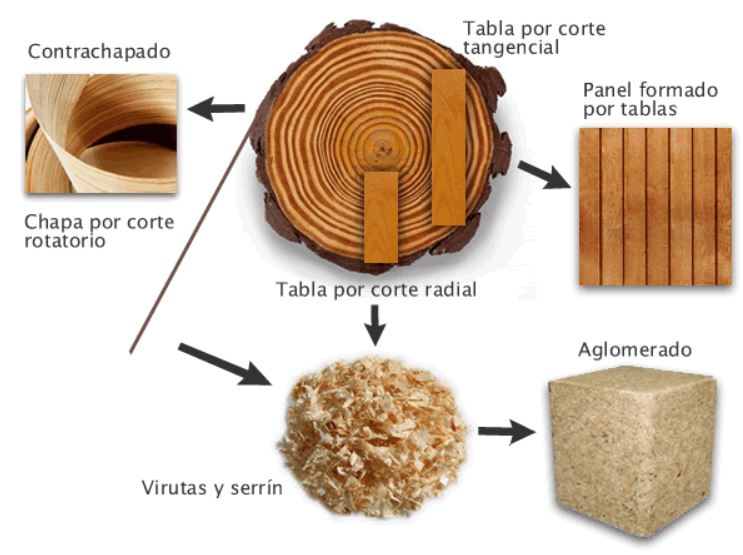 Contrachapado
Tabla por corte
tangencial
Panel formado
por tablas
Chapa por corte
rotatorio
Tabla por corte radial
Aglomerado
Virutas y serrín